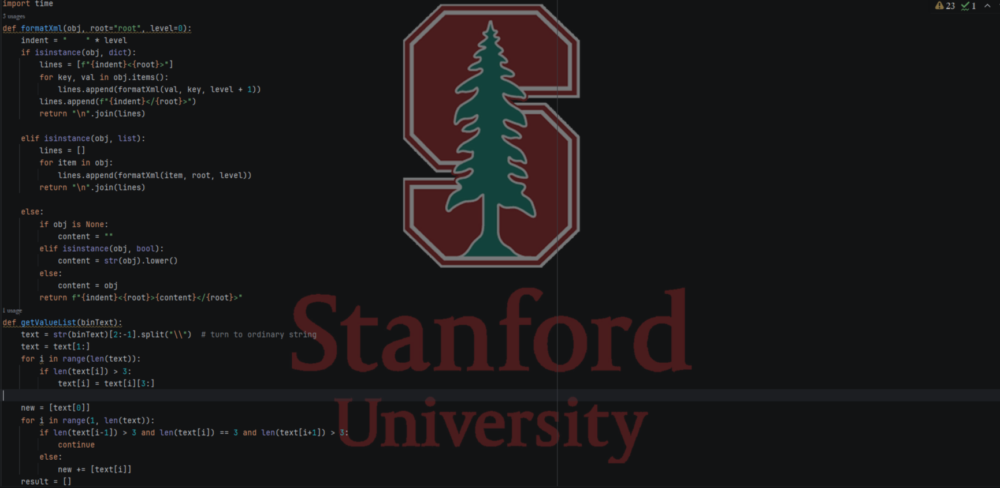 import time
3 usages
def formatXml(obj, root="root", level=0):
    indent = "    " * level
    if isinstance(obj, dict):
        lines = [f"{indent}<{root}>"]
        for key, val in obj.items():
            lines.append(formatXml(val, key, level + 1))
        lines.append(f"{indent}</{root}>")
        return "\n".join(lines)
    elif isinstance(obj, list):
        lines = []
        for item in obj:
            lines.append(formatXml(item, root, level))
        return "\n".join(lines)
    else:
        if obj is None:
            content = ""
        elif isinstance(obj, bool):
            content = str(obj).lower()
        else:
            content = obj
        return f"{indent}<{root}>{content}</{root}>"
1 usage
def getValueList(binText):
    text = str(binText)[2:-1].split("\\")  # turn to ordinary string
    text = text[1:]
    for i in range(len(text)):
        if len(text[i]) > 3:
            text[i] = text[i][3:]
    new = [text[0]]
    for i in range(1, len(text)):
        if len(text[i-1]) > 3 and len(text[i]) == 3 and len(text[i+1]) > 3:
            continue
        else:
            new += [text[i]]
    result = []
23 1
Stanford
University